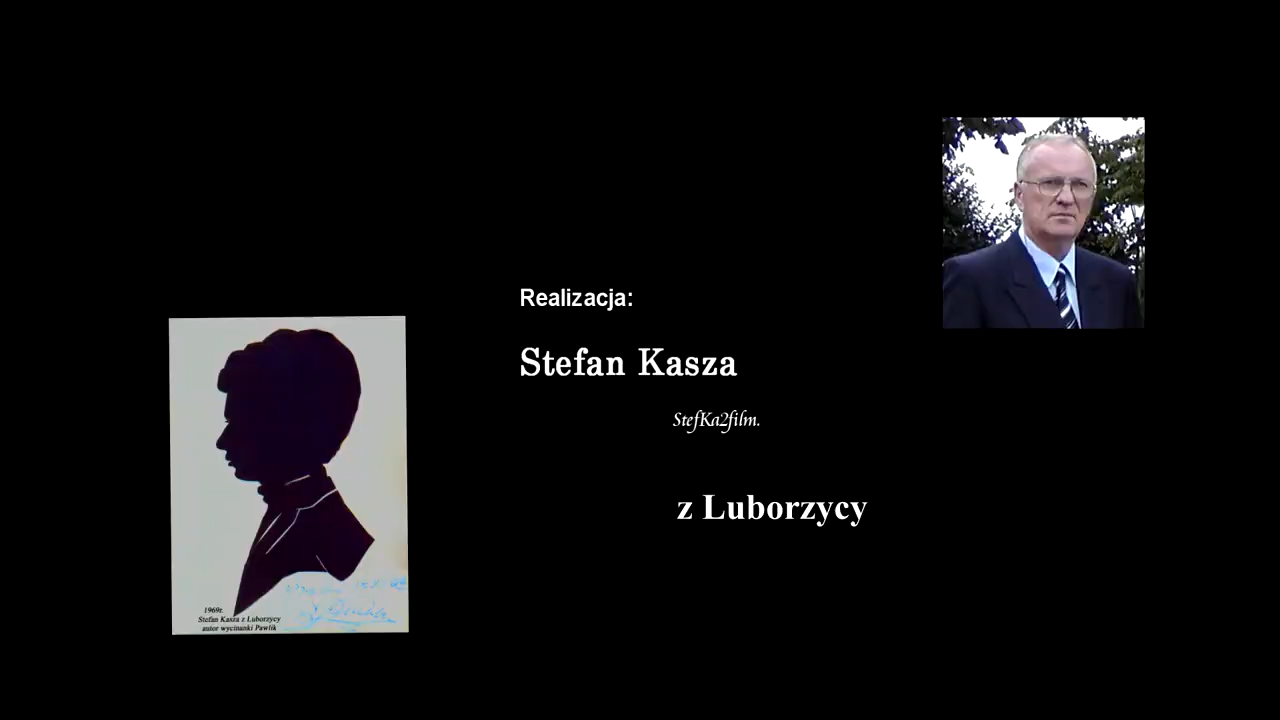 Realizacja:
Stefan Kasza
StefKa2film.
z Luborzycy
1969r.
Stefan Kasza z Luborzycy
autor wycinanki Pawlik